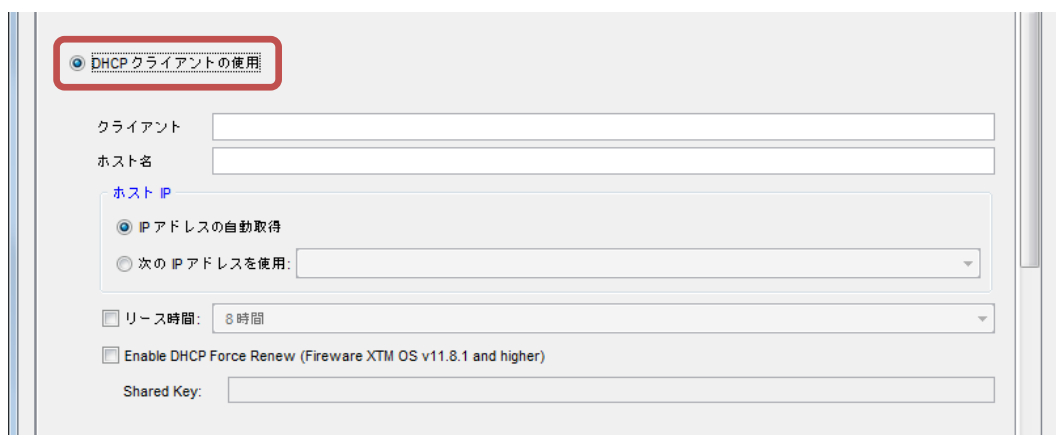 DHCP クライアントの使用
クライアント
ホスト名
ホスト IP
IP アドレスの自動取得
次の IP アドレスを使用:
リース時間: 8 時間
Enable DHCP Force Renew (Fireware XTM OS v11.8.1 and higher)
Shared Key: